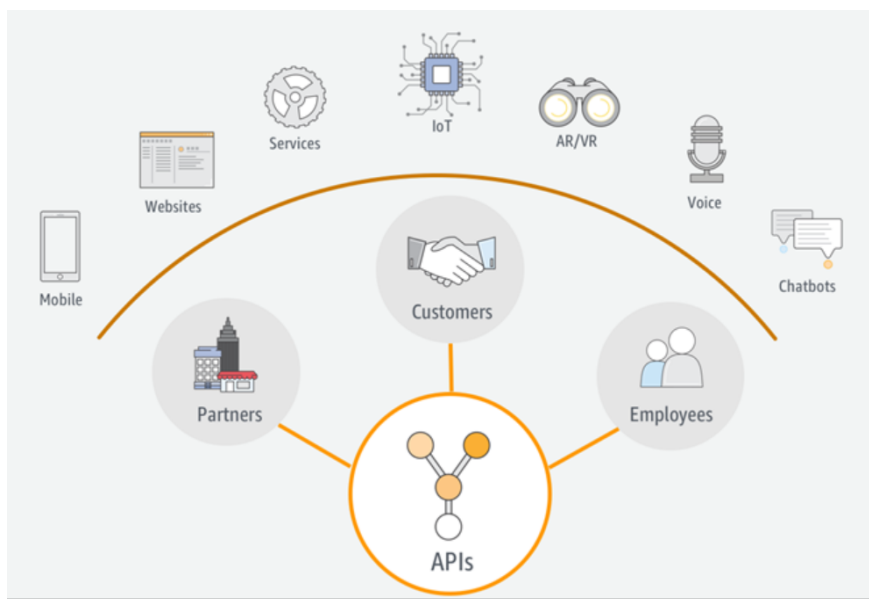 IoT
Services
AR/VR
Websites
Voice
Mobile
Chatbots
Customers
Partners
Employees
APIs